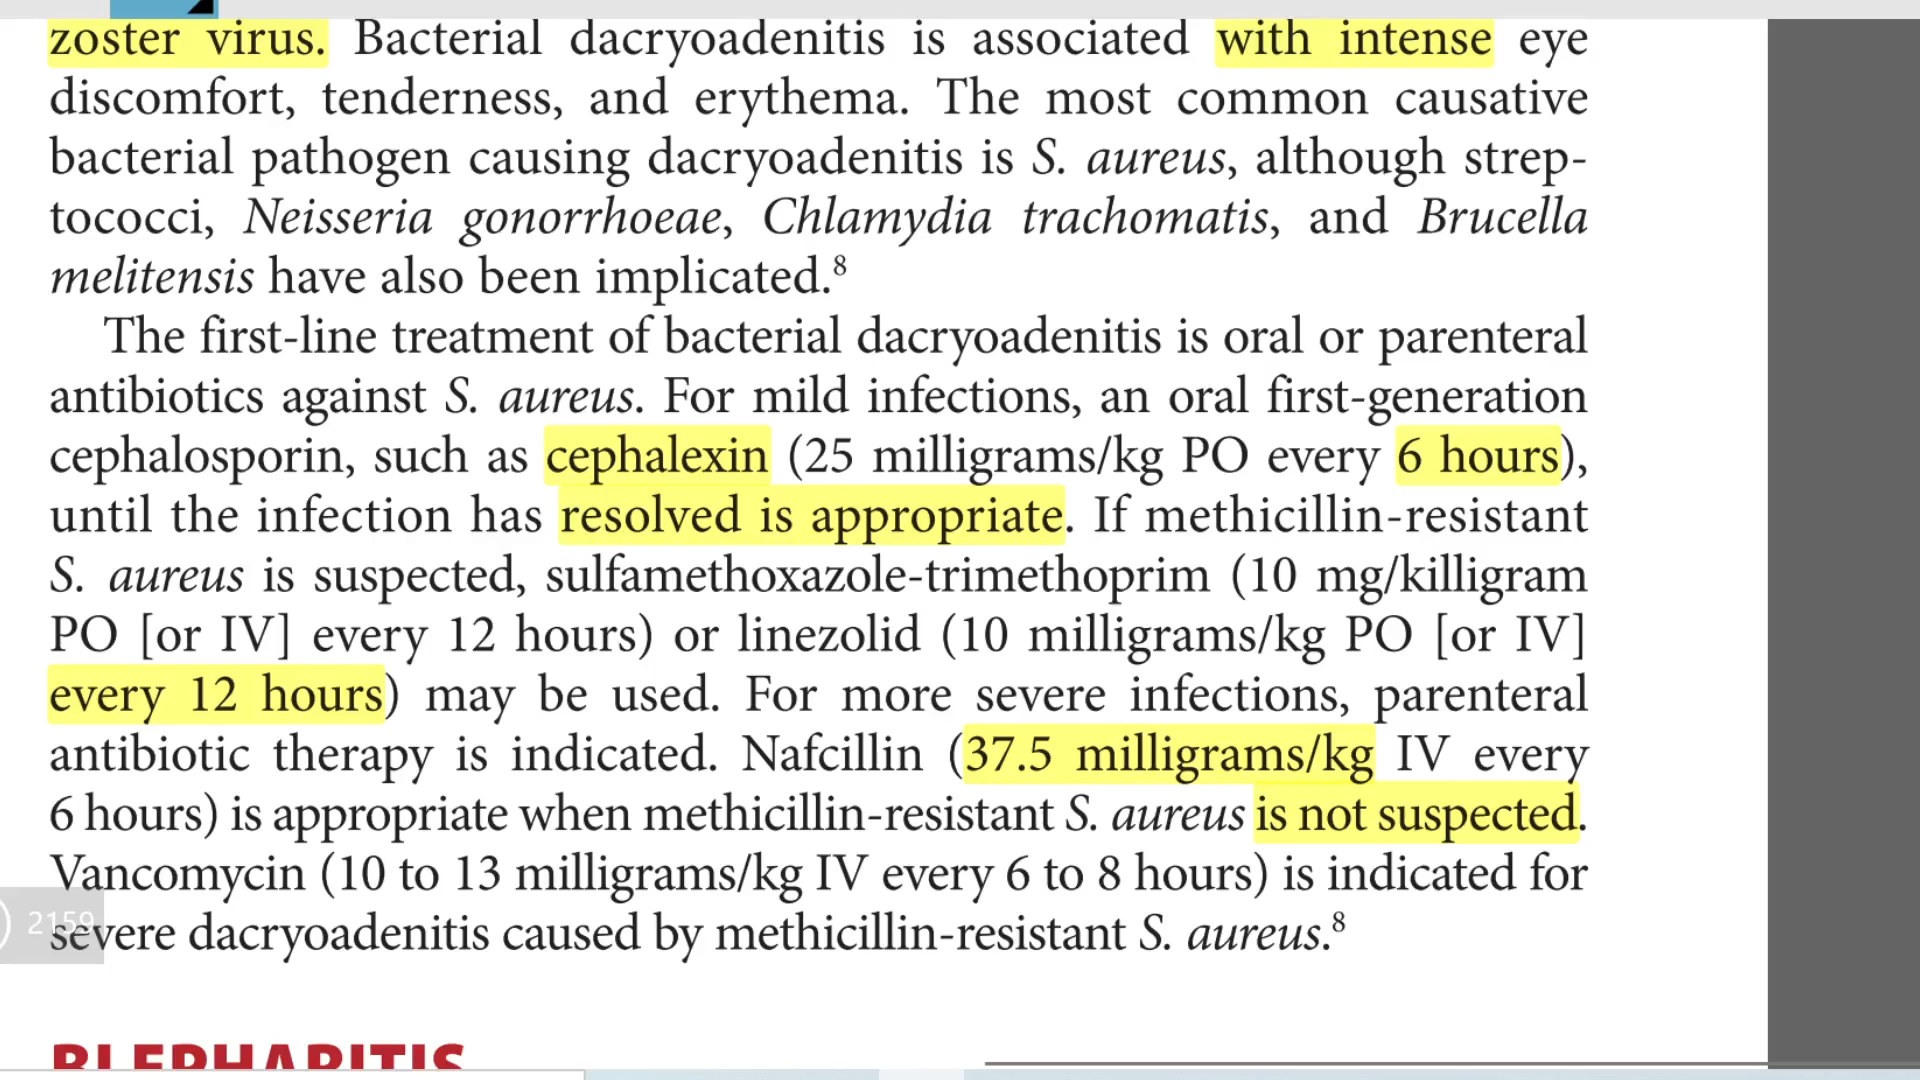 zoster virus. Bacterial dacryoadenitis is associated with intense eye
discomfort, tenderness, and erythema. The most common causative
bacterial pathogen causing dacryoadenitis is S. aureus, although strep-
tococci, Neisseria gonorrhoeae, Chlamydia trachomatis, and Brucella
melitensis have also been implicated.8
The first-line treatment of bacterial dacryoadenitis is oral or parenteral
antibiotics against S. aureus. For mild infections, an oral first-generation
cephalosporin, such as cephalexin (25 milligrams/kg PO every 6 hours),
until the infection has resolved is appropriate. If methicillin-resistant
S. aureus is suspected, sulfamethoxazole-trimethoprim (10 mg/killigram
PO [or IV] every 12 hours) or linezolid (10 milligrams/kg PO [or IV]
every 12 hours) may be used. For more severe infections, parenteral
antibiotic therapy is indicated. Nafcillin (37.5 milligrams/kg IV every
6 hours) is appropriate when methicillin-resistant S. aureus is not suspected.
Vancomycin (10 to 13 milligrams/kg IV every 6 to 8 hours) is indicated for
2159
severe dacryoadenitis caused by methicillin-resistant S. aureus.8
BLEPHARITIS